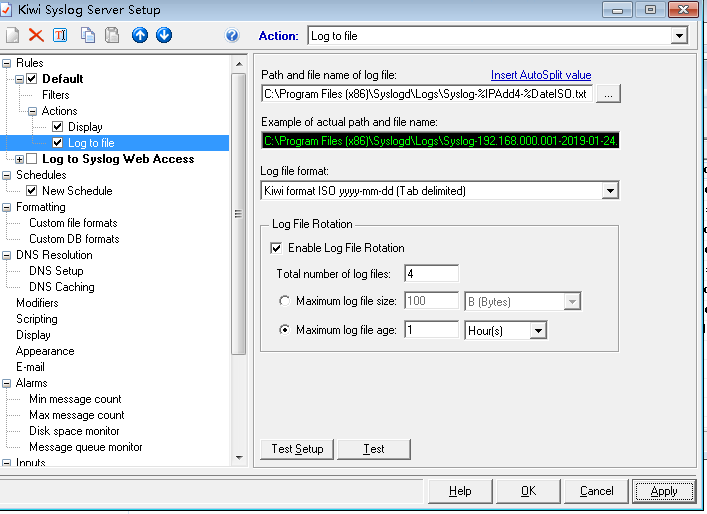 Kiwi Syslog Server Setup
Action: Log to file
Rules
Default
Filters
Actions
Display
Log to file
Log to Syslog Web Access
Schedules
New Schedule
Formatting
Custom file formats
Custom DB formats
DNS Resolution
DNS Setup
DNS Caching
Modifiers
Scripting
Display
Appearance
E-mail
Alarms
Min message count
Max message count
Disk space monitor
Message queue monitor
Inputs
Path and file name of log file: Insert AutoSplit value
C:\Program Files (x86)\Syslogd\Logs\Syslog-%IPAdd4-%DateISO.txt ...
Example of actual path and file name:
C:\Program Files (x86)\Syslogd\Logs\Syslog-192.168.000.001-2019-01-24.
Log file format:
Kiwi format ISO yyyy-mm-dd (Tab delimited)
Log File Rotation
Enable Log File Rotation
Total number of log files: 4
Maximum log file size: 100 B (Bytes)
Maximum log file age: 1 Hour(s)
Test Setup Test
Help OK Cancel Apply